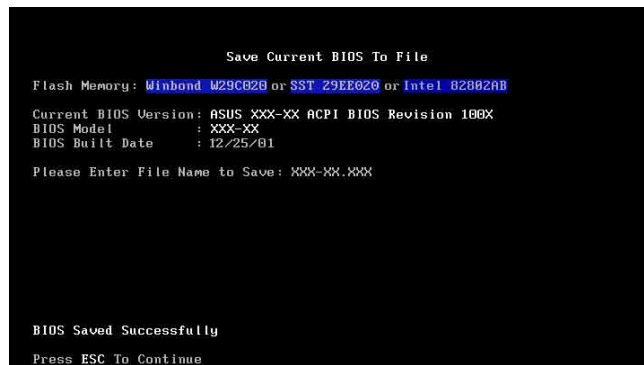 Save Current BIOS To File
Flash Memory: Winbond W29C020 or SST 29EE020 or Intel 82802AB
Current BIOS Version: ASUS XXX-XX ACPI BIOS Revision 100X
BIOS Model : XXX-XX
BIOS Built Date : 12/25/01
Please Enter File Name to Save: XXX-XX.XXX
BIOS Saved Successfully
Press ESC To Continue